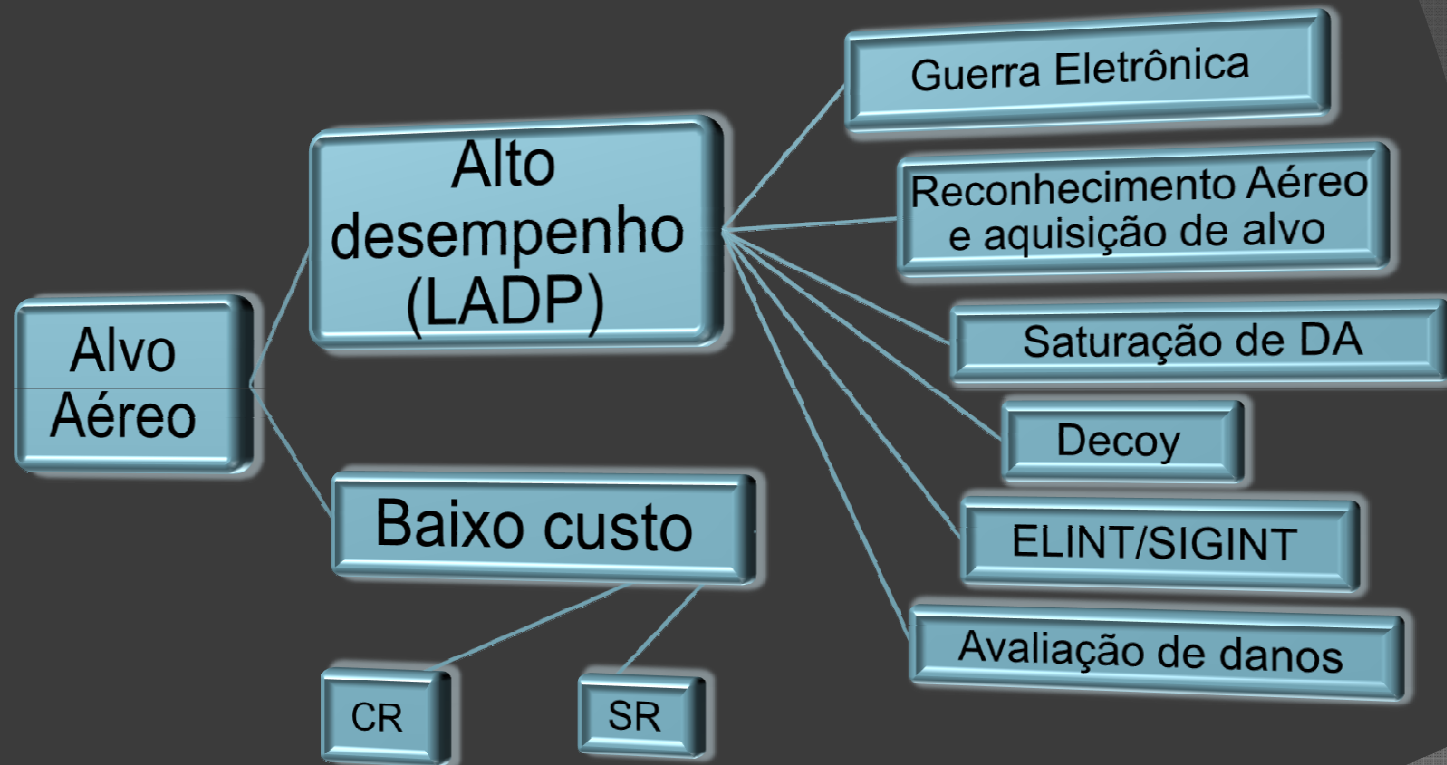 Alvo
Aéreo
Alto
desempenho
(LADP)
Baixo custo
CR
SR
Guerra Eletrônica
Reconhecimento Aéreo
e aquisição de alvo
Saturação de DA
Decoy
ELINT/SIGINT
Avaliação de danos